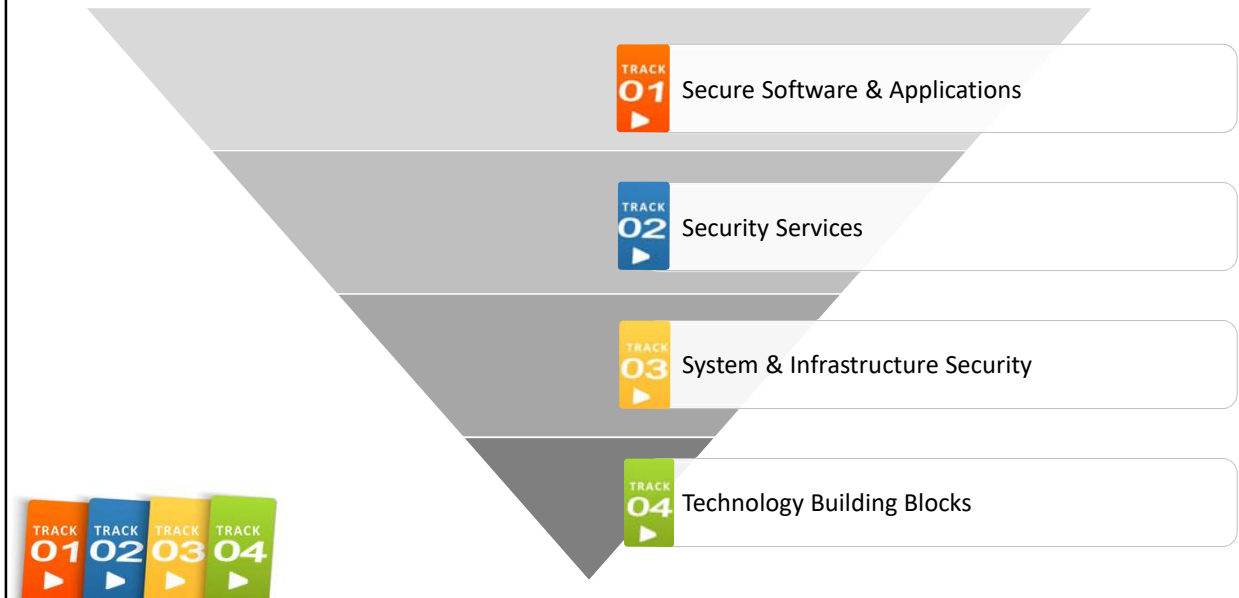 TRACK
01
Secure Software & Applications
TRACK
02
Security Services
TRACK
03
System & Infrastructure Security
TRACK
04
Technology Building Blocks
TRACK TRACK TRACK TRACK
01 02 03 04